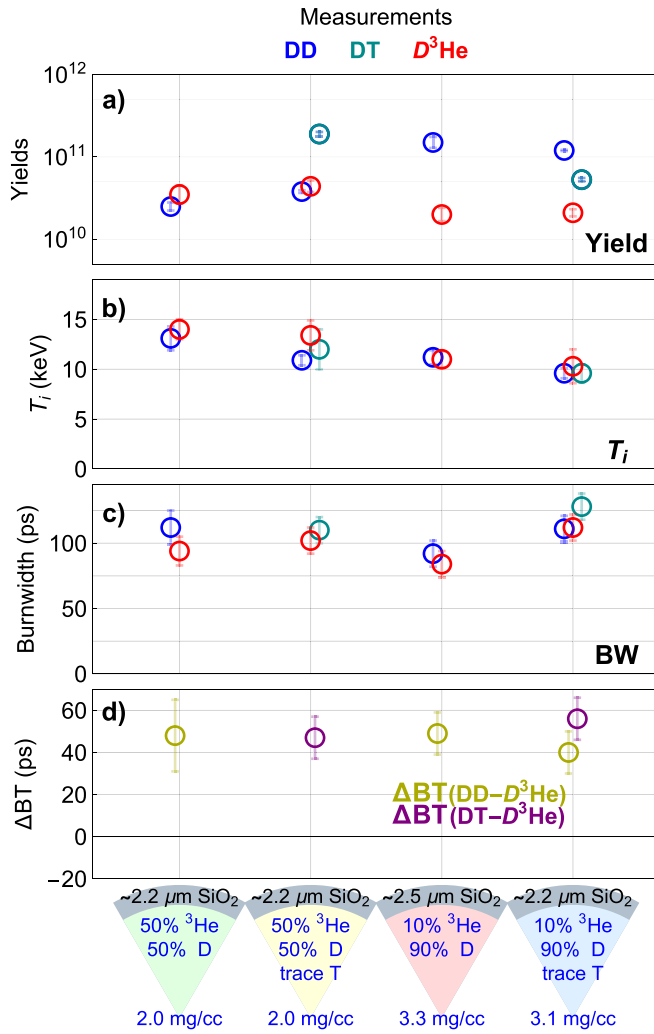 Measurements
DD DT D³He
10¹²
a)
10¹¹
Yields
10¹⁰
Yield
b)
15
10
T_i (keV)
5
T_i
0
c)
100
Burnwidth (ps)
50
BW
0
d)
60
40
ΔBT (ps)
ΔBT(DD−D³He)
20
ΔBT(DT−D³He)
0
−20
~2.2 μm SiO₂ ~2.2 μm SiO₂ ~2.5 μm SiO₂ ~2.2 μm SiO₂
50% ³He 50% ³He 10% ³He 10% ³He
50% D 50% D 90% D 90% D
trace T trace T
2.0 mg/cc 2.0 mg/cc 3.3 mg/cc 3.1 mg/cc